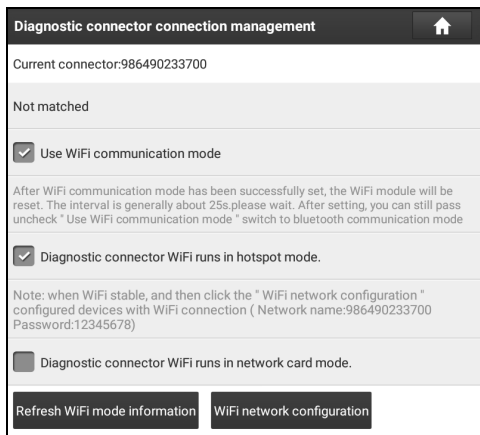 Diagnostic connector connection management
Current connector:986490233700
Not matched
Use WiFi communication mode
After WiFi communication mode has been successfully set, the WiFi module will be
reset. The interval is generally about 25s.please wait. After setting, you can still pass
uncheck " Use WiFi communication mode " switch to bluetooth communication mode
Diagnostic connector WiFi runs in hotspot mode.
Note: when WiFi stable, and then click the " WiFi network configuration "
configured devices with WiFi connection ( Network name:986490233700
Password:12345678)
Diagnostic connector WiFi runs in network card mode.
Refresh WiFi mode information
WiFi network configuration